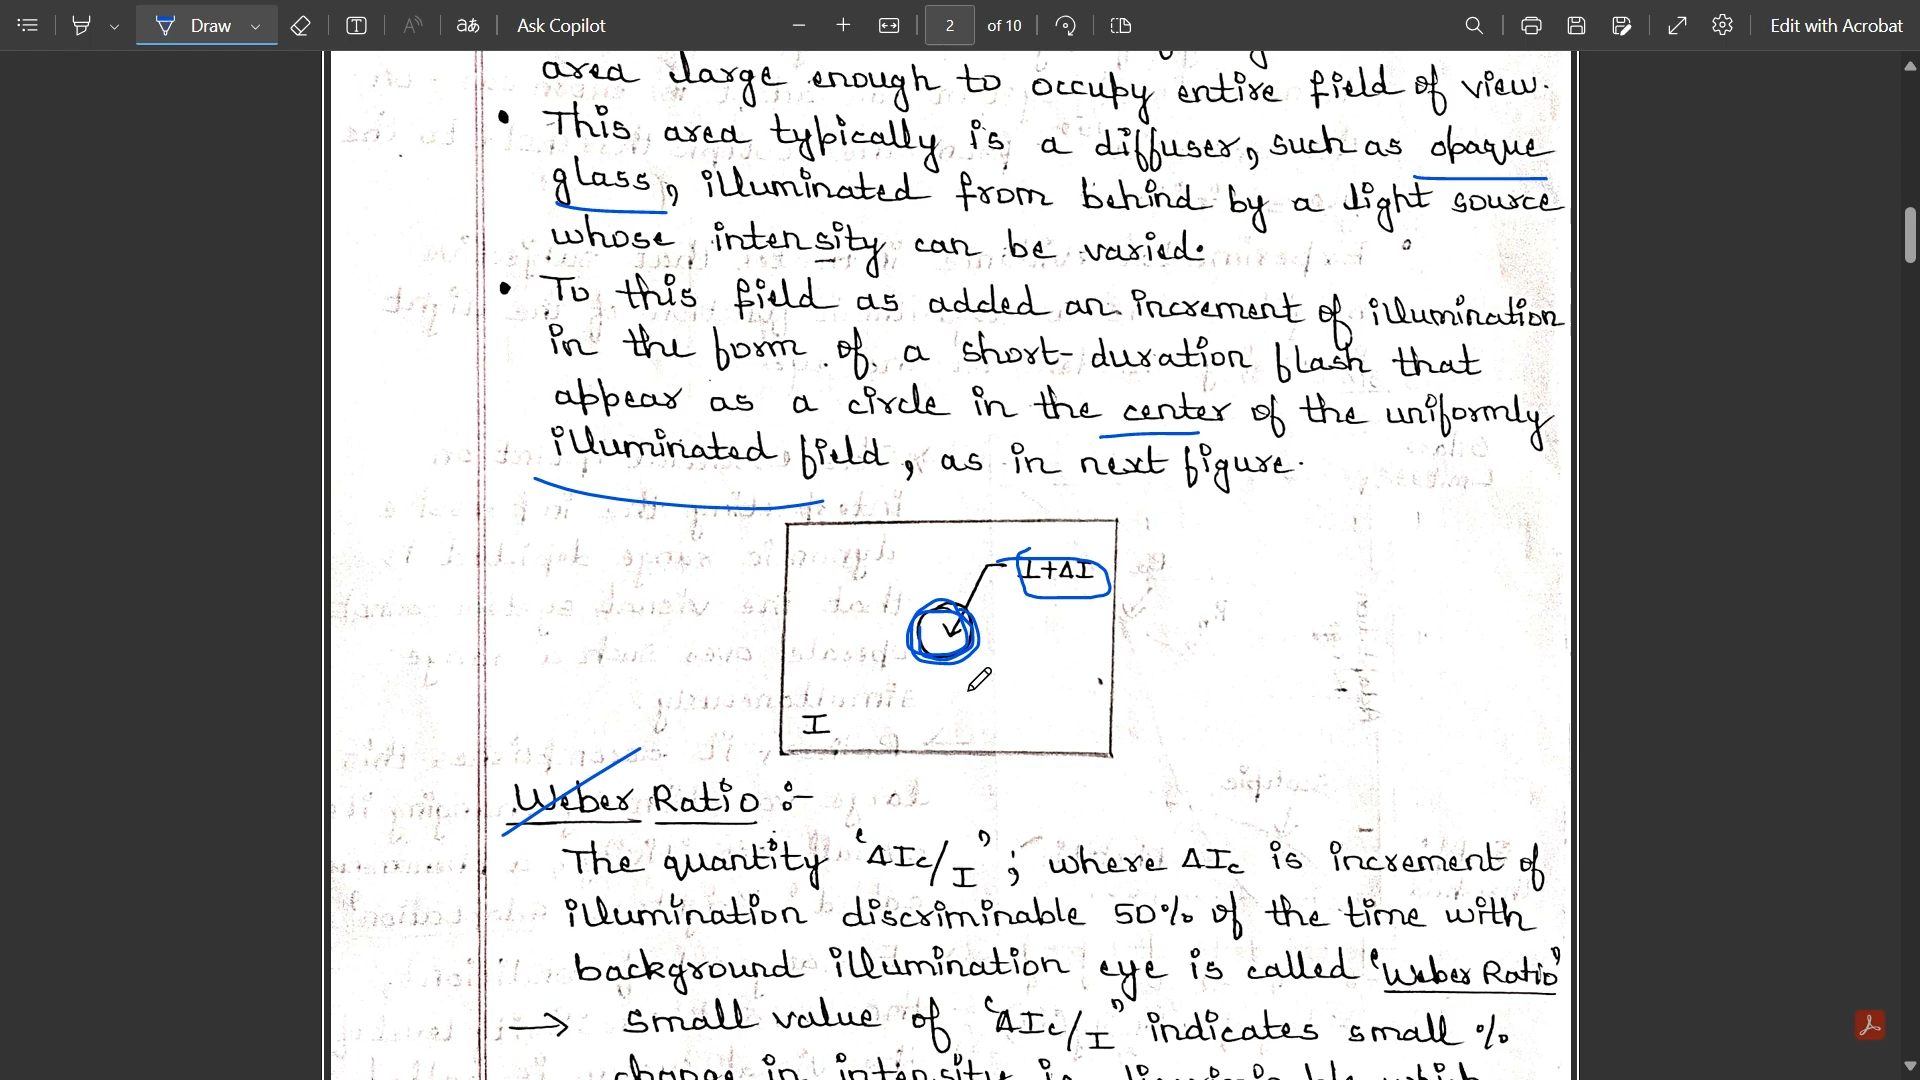 Draw
Ask Copilot
2 of 10
Edit with Acrobat
area large enough to occupy entire field of view.
• This area typically is a diffuser, such as opaque
glass, illuminated from behind by a light source
whose intensity can be varied.
• To this field as added an increment of illumination
in the form of a short-duration flash that
appear as a circle in the center of the uniformly
illuminated field, as in next figure.
I+ΔI
I
Weber Ratio :-
The quantity 'ΔIc/I'; where ΔIc is increment of
illumination discriminable 50% of the time with
background illumination eye is called 'Weber Ratio'
→ small value of 'ΔIc/I' indicates small %
change in intensity is